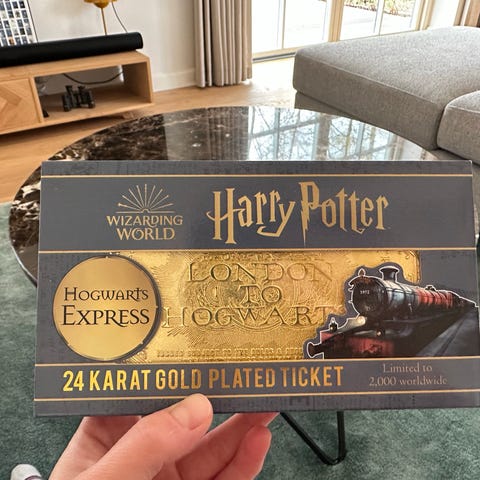 WIZARDING
WORLD
Harry Potter
LONDON
TO
HOGWARTS
HOGWARTS
EXPRESS
5972
24 KARAT GOLD PLATED TICKET
Limited to
2,000 worldwide